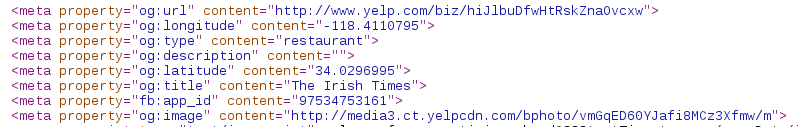 <meta property="og:url" content="http://www.yelp.com/biz/hiJlbuDfwHtRskZna0vcxw">
<meta property="og:longitude" content="-118.4110795">
<meta property="og:type" content="restaurant">
<meta property="og:description" content="">
<meta property="og:latitude" content="34.0296995">
<meta property="og:title" content="The Irish Times">
<meta property="fb:app_id" content="97534753161">
<meta property="og:image" content="http://media3.ct.yelpcdn.com/bphoto/vmGqED60YJafi8MCz3Xfmw/m">